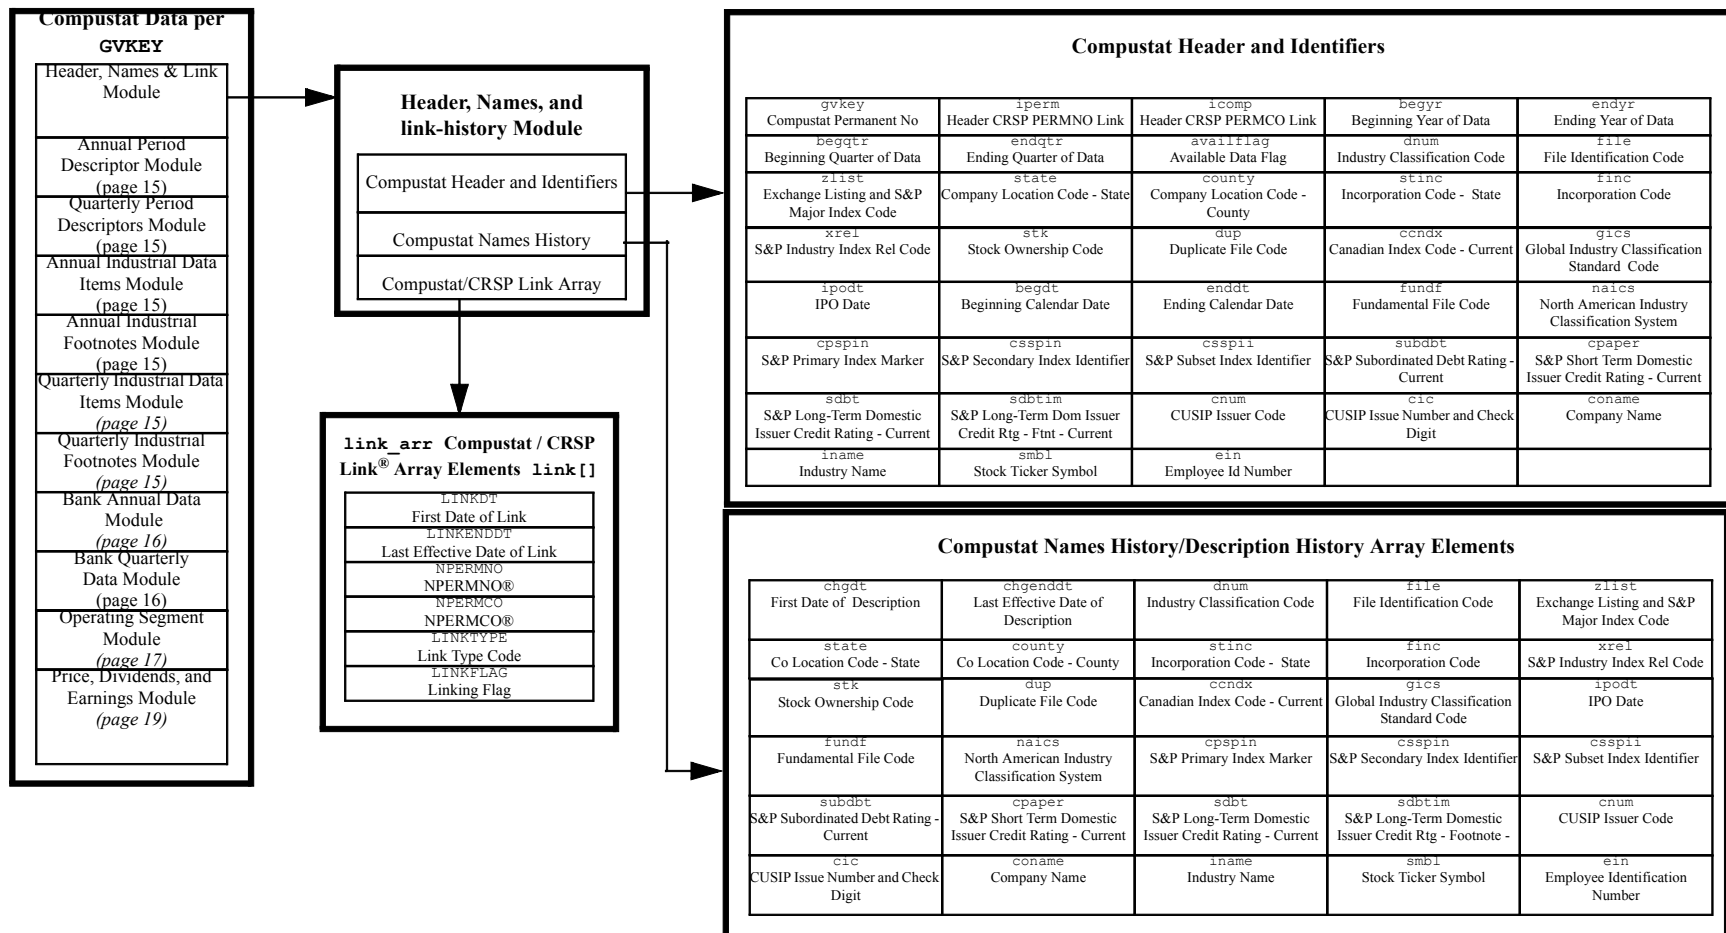 Compustat Data per
GVKEY
Header, Names & Link
Module
Annual Period
Descriptor Module
(page 15)
Quarterly Period
Descriptors Module
(page 15)
Annual Industrial Data
Items Module
(page 15)
Annual Industrial
Footnotes Module
(page 15)
Quarterly Industrial Data
Items Module
(page 15)
Quarterly Industrial
Footnotes Module
(page 15)
Bank Annual Data
Module
(page 16)
Bank Quarterly
Data Module
(page 16)
Operating Segment
Module
(page 17)
Price, Dividends, and
Earnings Module
(page 19)
Header, Names, and
link-history Module
Compustat Header and Identifiers
Compustat Names History
Compustat/CRSP Link Array
link_arr Compustat / CRSP
Link® Array Elements link[]
LINKDT
First Date of Link
LINKENDDT
Last Effective Date of Link
NPERMNO
NPERMNO®
NPERMCO
NPERMCO®
LINKTYPE
Link Type Code
LINKFLAG
Linking Flag
Compustat Header and Identifiers
gvkey iperm icomp begyr endyr
Compustat Permanent No Header CRSP PERMNO Link Header CRSP PERMCO Link Beginning Year of Data Ending Year of Data
begqtr endqtr availflag dnum file
Beginning Quarter of Data Ending Quarter of Data Available Data Flag Industry Classification Code File Identification Code
zlist state county stinc finc
Exchange Listing and S&P Company Location Code - State Company Location Code - Incorporation Code - State Incorporation Code
Major Index Code County
xrel stk dup ccndx gics
S&P Industry Index Rel Code Stock Ownership Code Duplicate File Code Canadian Index Code - Current Global Industry Classification
Standard Code
ipodt begdt enddt fundf naics
IPO Date Beginning Calendar Date Ending Calendar Date Fundamental File Code North American Industry
Classification System
cpspin csspin csspii subdbt cpaper
S&P Primary Index Marker S&P Secondary Index Identifier S&P Subset Index Identifier S&P Subordinated Debt Rating - S&P Short Term Domestic
Current Issuer Credit Rating - Current
sdbt sdbtim cnum cic coname
S&P Long-Term Domestic S&P Long-Term Dom Issuer CUSIP Issuer Code CUSIP Issue Number and Check Company Name
Issuer Credit Rating - Current Credit Rtg - Ftnt - Current Digit
iname smbl ein
Industry Name Stock Ticker Symbol Employee Id Number
Compustat Names History/Description History Array Elements
chgdt chgenddt dnum file zlist
First Date of Description Last Effective Date of Industry Classification Code File Identification Code Exchange Listing and S&P
Description Major Index Code
state county stinc finc xrel
Co Location Code - State Co Location Code - County Incorporation Code - State Incorporation Code S&P Industry Index Rel Code
stk dup ccndx gics ipodt
Stock Ownership Code Duplicate File Code Canadian Index Code - Current Global Industry Classification IPO Date
Standard Code
fundf naics cpspin csspin csspii
Fundamental File Code North American Industry S&P Primary Index Marker S&P Secondary Index Identifier S&P Subset Index Identifier
Classification System
subdbt cpaper sdbt sdbtim cnum
S&P Subordinated Debt Rating - S&P Short Term Domestic S&P Long-Term Domestic S&P Long-Term Domestic CUSIP Issuer Code
Current Issuer Credit Rating - Current Issuer Credit Rating - Current Issuer Credit Rtg - Footnote -
cic coname iname smbl ein
CUSIP Issue Number and Check Company Name Industry Name Stock Ticker Symbol Employee Identification
Digit Number